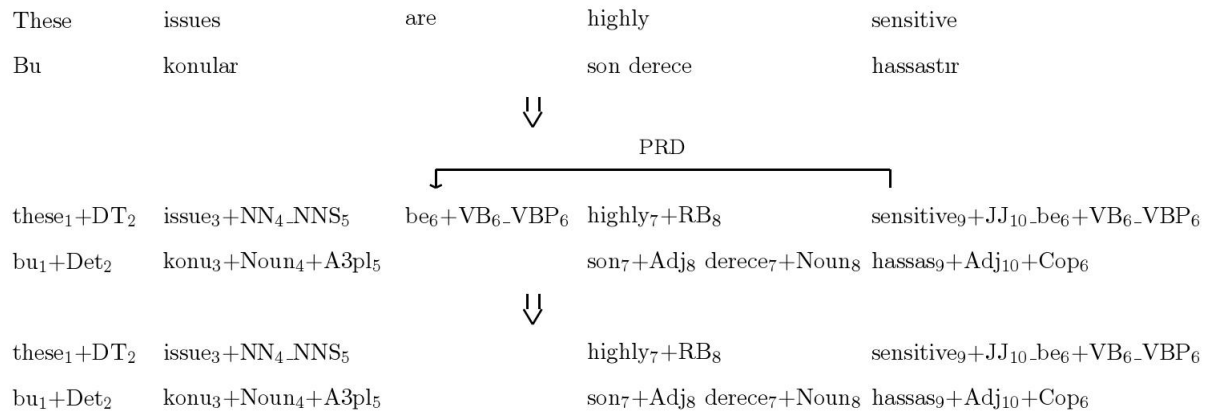 These issues are highly sensitive
Bu konular son derece hassastır
⇓
PRD
these₁+DT₂ issue₃+NN₄_NNS₅ be₆+VB₆_VBP₆ highly₇+RB₈ sensitive₉+JJ₁₀_be₆+VB₆_VBP₆
bu₁+Det₂ konu₃+Noun₄+A3pl₅ son₇+Adj₈ derece₇+Noun₈ hassas₉+Adj₁₀+Cop₆
⇓
these₁+DT₂ issue₃+NN₄_NNS₅ highly₇+RB₈ sensitive₉+JJ₁₀_be₆+VB₆_VBP₆
bu₁+Det₂ konu₃+Noun₄+A3pl₅ son₇+Adj₈ derece₇+Noun₈ hassas₉+Adj₁₀+Cop₆